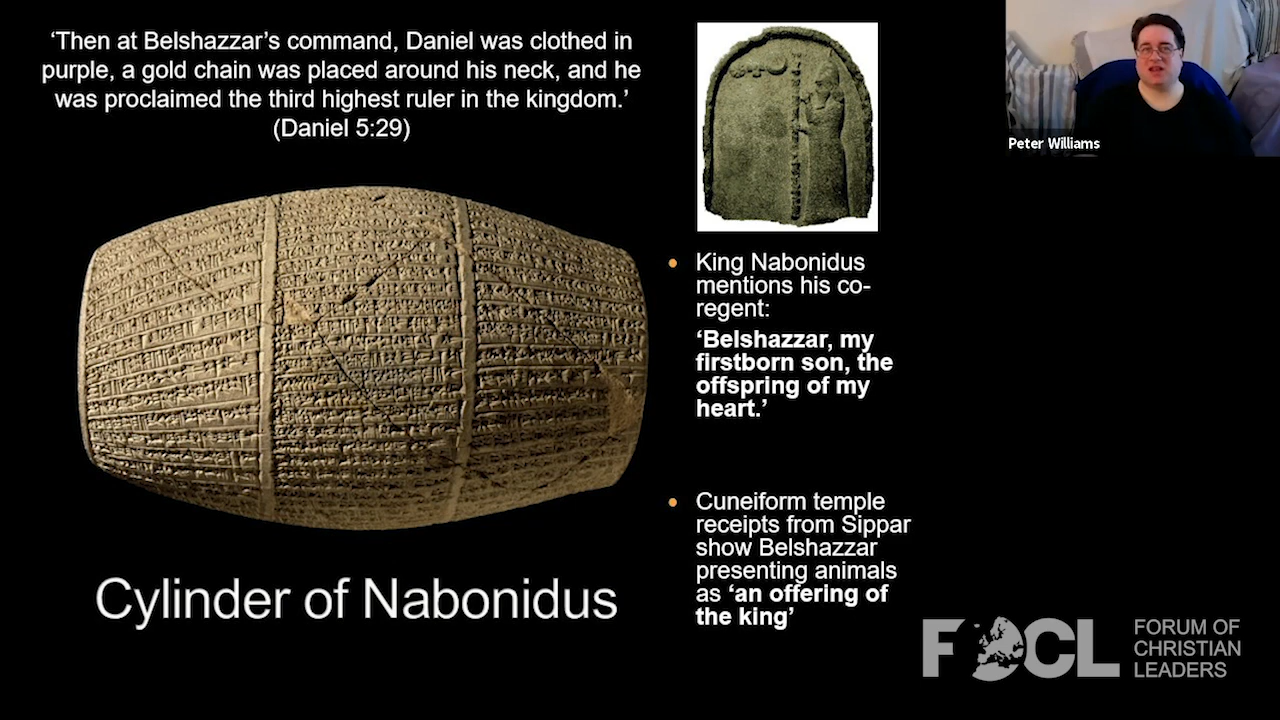 ‘Then at Belshazzar’s command, Daniel was clothed in
purple, a gold chain was placed around his neck, and he
was proclaimed the third highest ruler in the kingdom.’
(Daniel 5:29)
Cylinder of Nabonidus
King Nabonidus
mentions his co-
regent:
‘Belshazzar, my
firstborn son, the
offspring of my
heart.’
Cuneiform temple
receipts from Sippar
show Belshazzar
presenting animals
as ‘an offering of
the king’
Peter Williams
FOCL
FORUM OF
CHRISTIAN
LEADERS